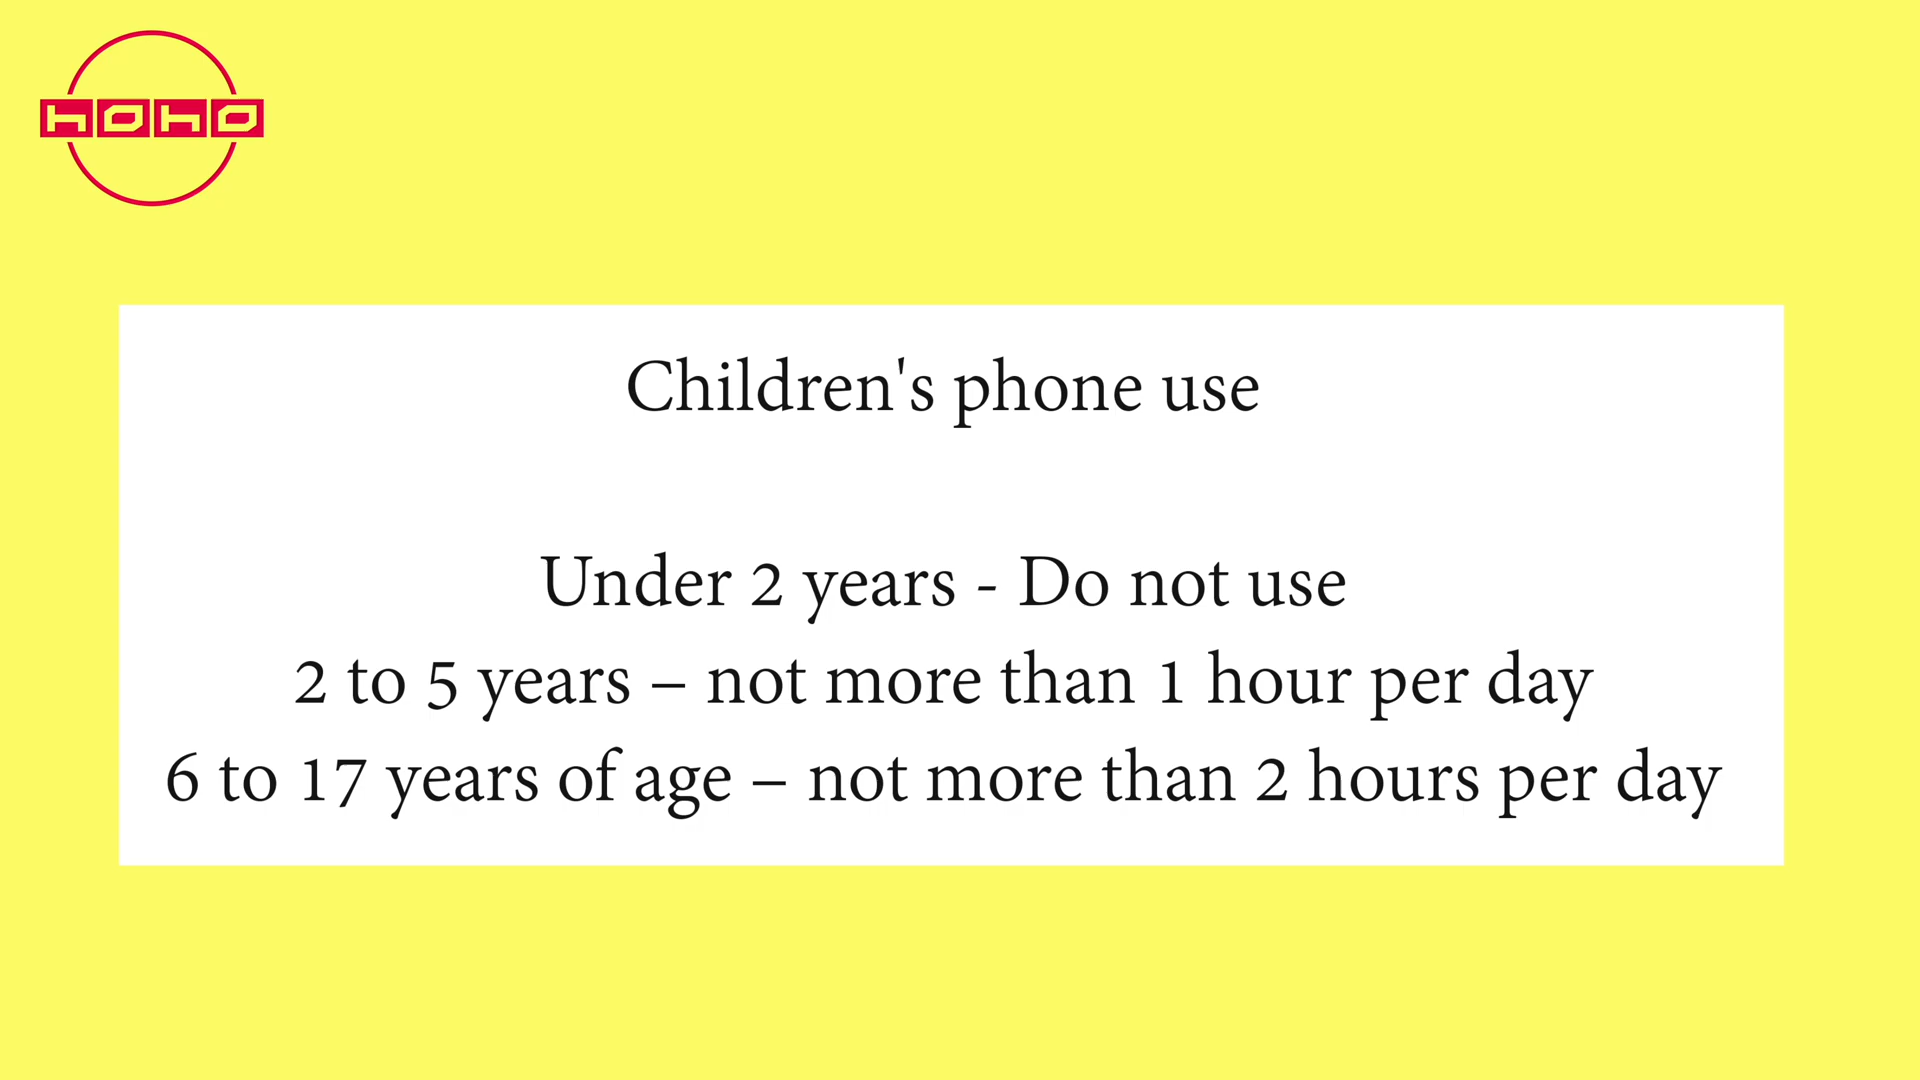 hoho
Children's phone use
Under 2 years - Do not use
2 to 5 years – not more than 1 hour per day
6 to 17 years of age – not more than 2 hours per day